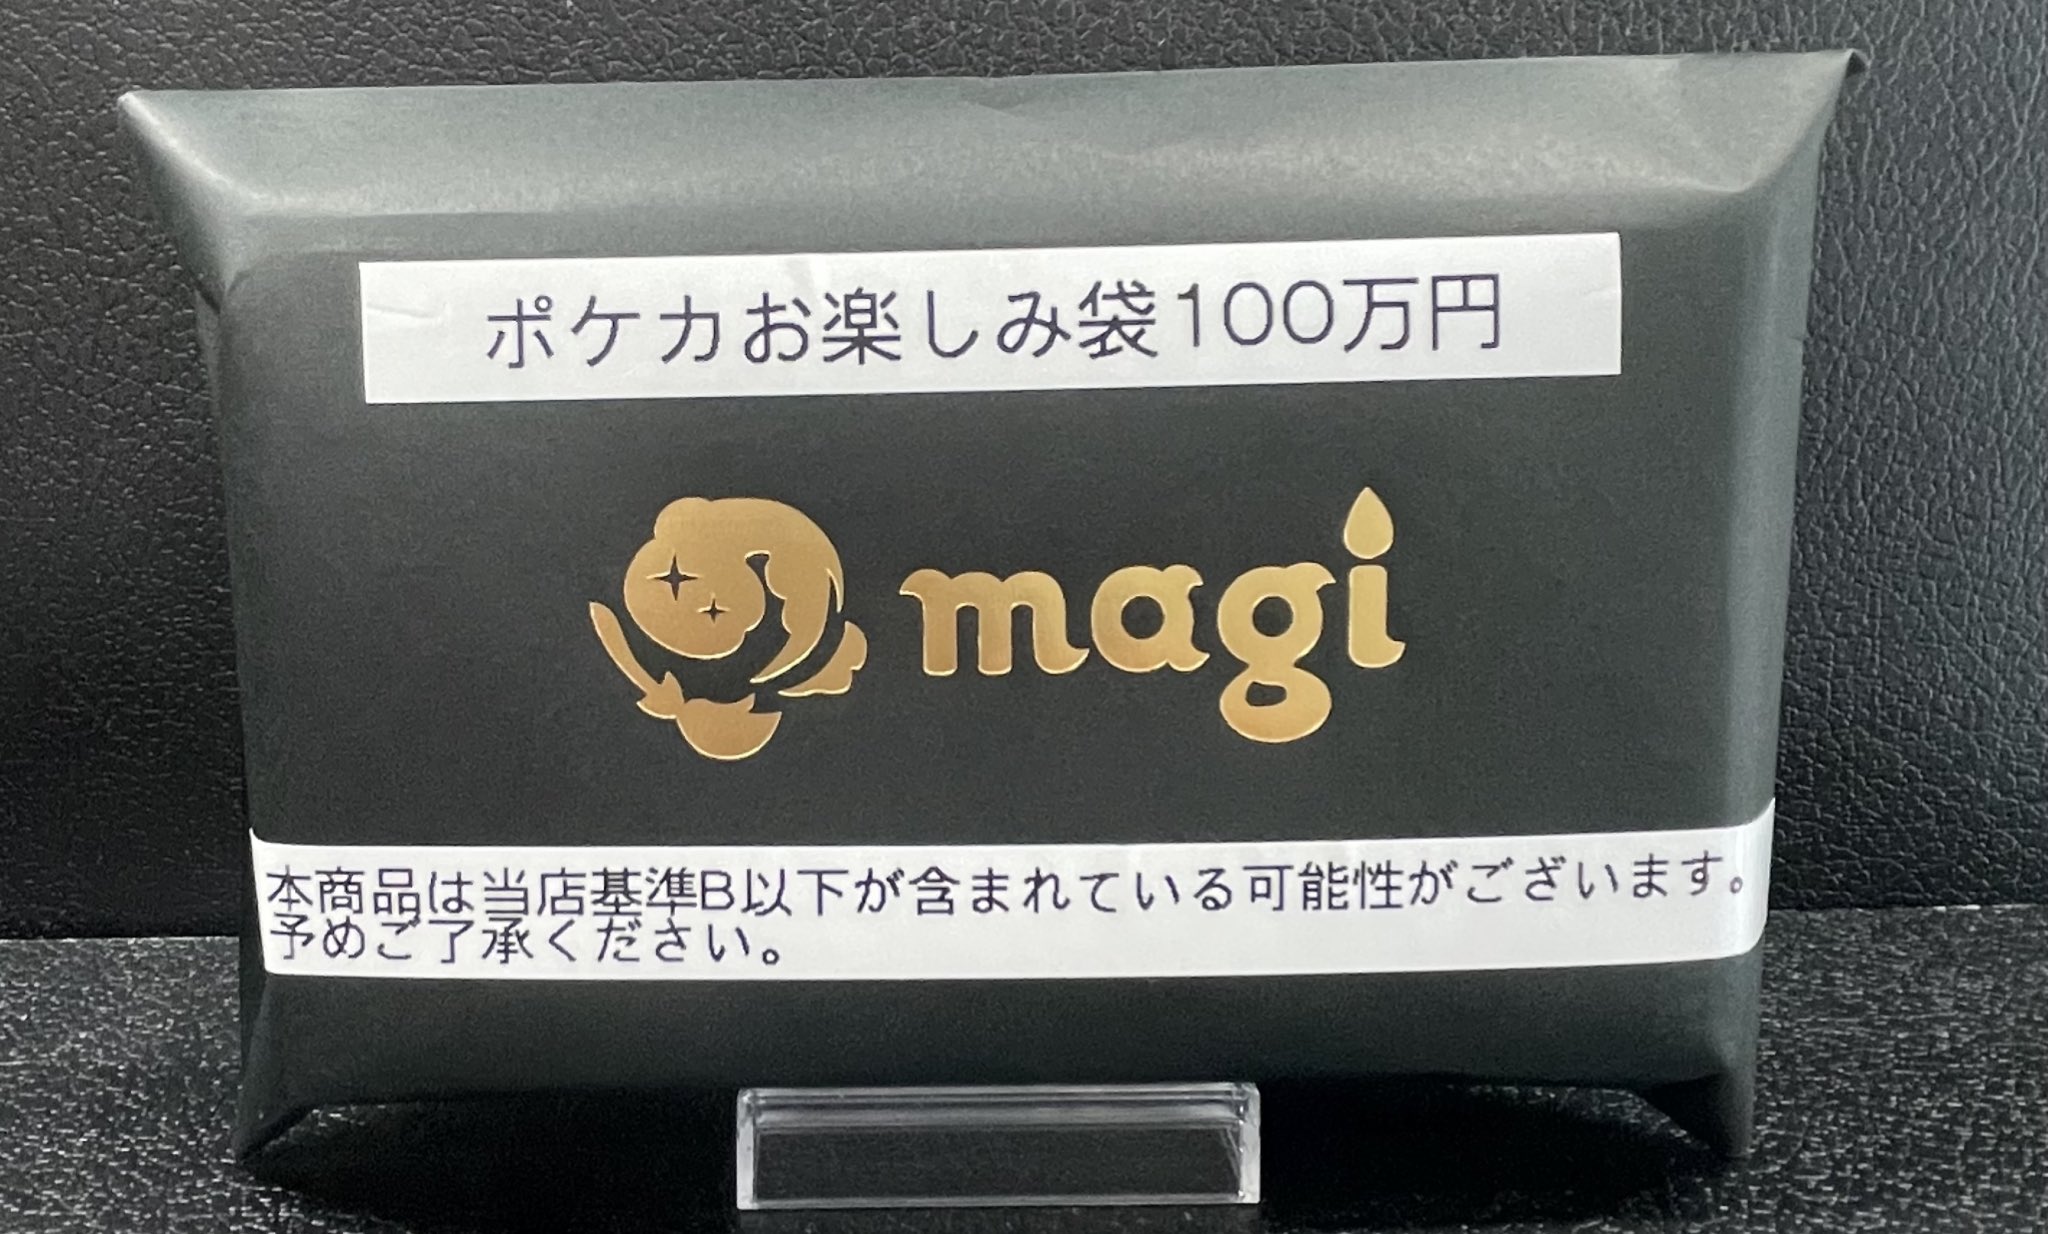 ポケカお楽しみ袋100万円
magi
本商品は当店基準B以下が含まれている可能性がございます。
予めご了承ください。